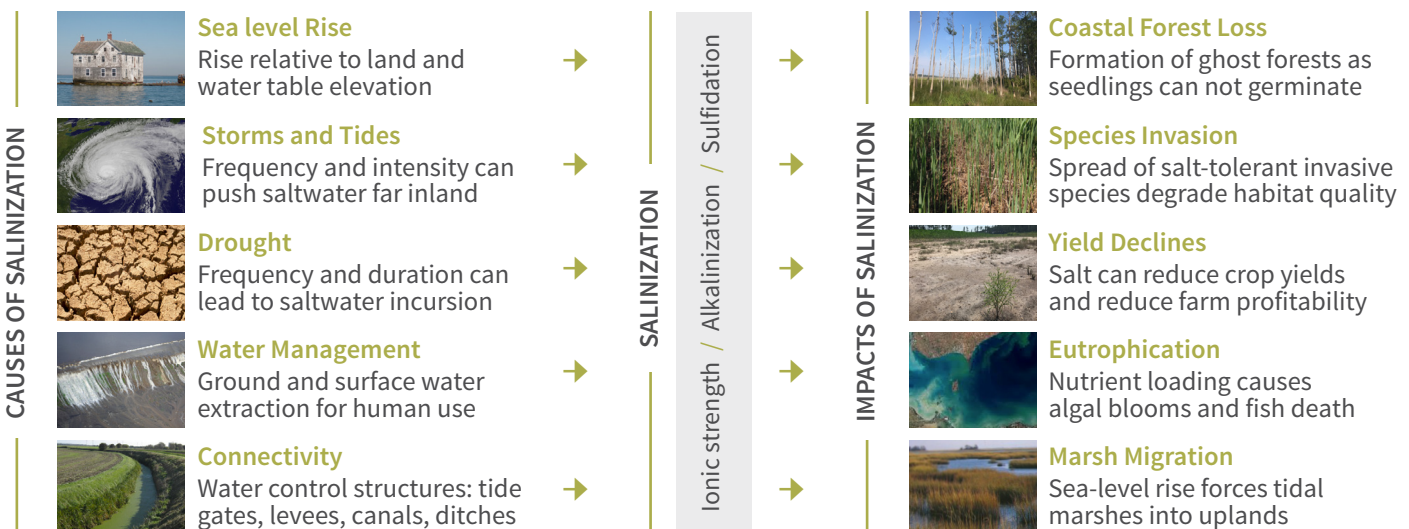 CAUSES OF SALINIZATION
Sea level Rise
Rise relative to land and
water table elevation
Storms and Tides
Frequency and intensity can
push saltwater far inland
Drought
Frequency and duration can
lead to saltwater incursion
Water Management
Ground and surface water
extraction for human use
Connectivity
Water control structures: tide
gates, levees, canals, ditches
SALINIZATION
Ionic strength / Alkalinization / Sulfidation
IMPACTS OF SALINIZATION
Coastal Forest Loss
Formation of ghost forests as
seedlings can not germinate
Species Invasion
Spread of salt-tolerant invasive
species degrade habitat quality
Yield Declines
Salt can reduce crop yields
and reduce farm profitability
Eutrophication
Nutrient loading causes
algal blooms and fish death
Marsh Migration
Sea-level rise forces tidal
marshes into uplands